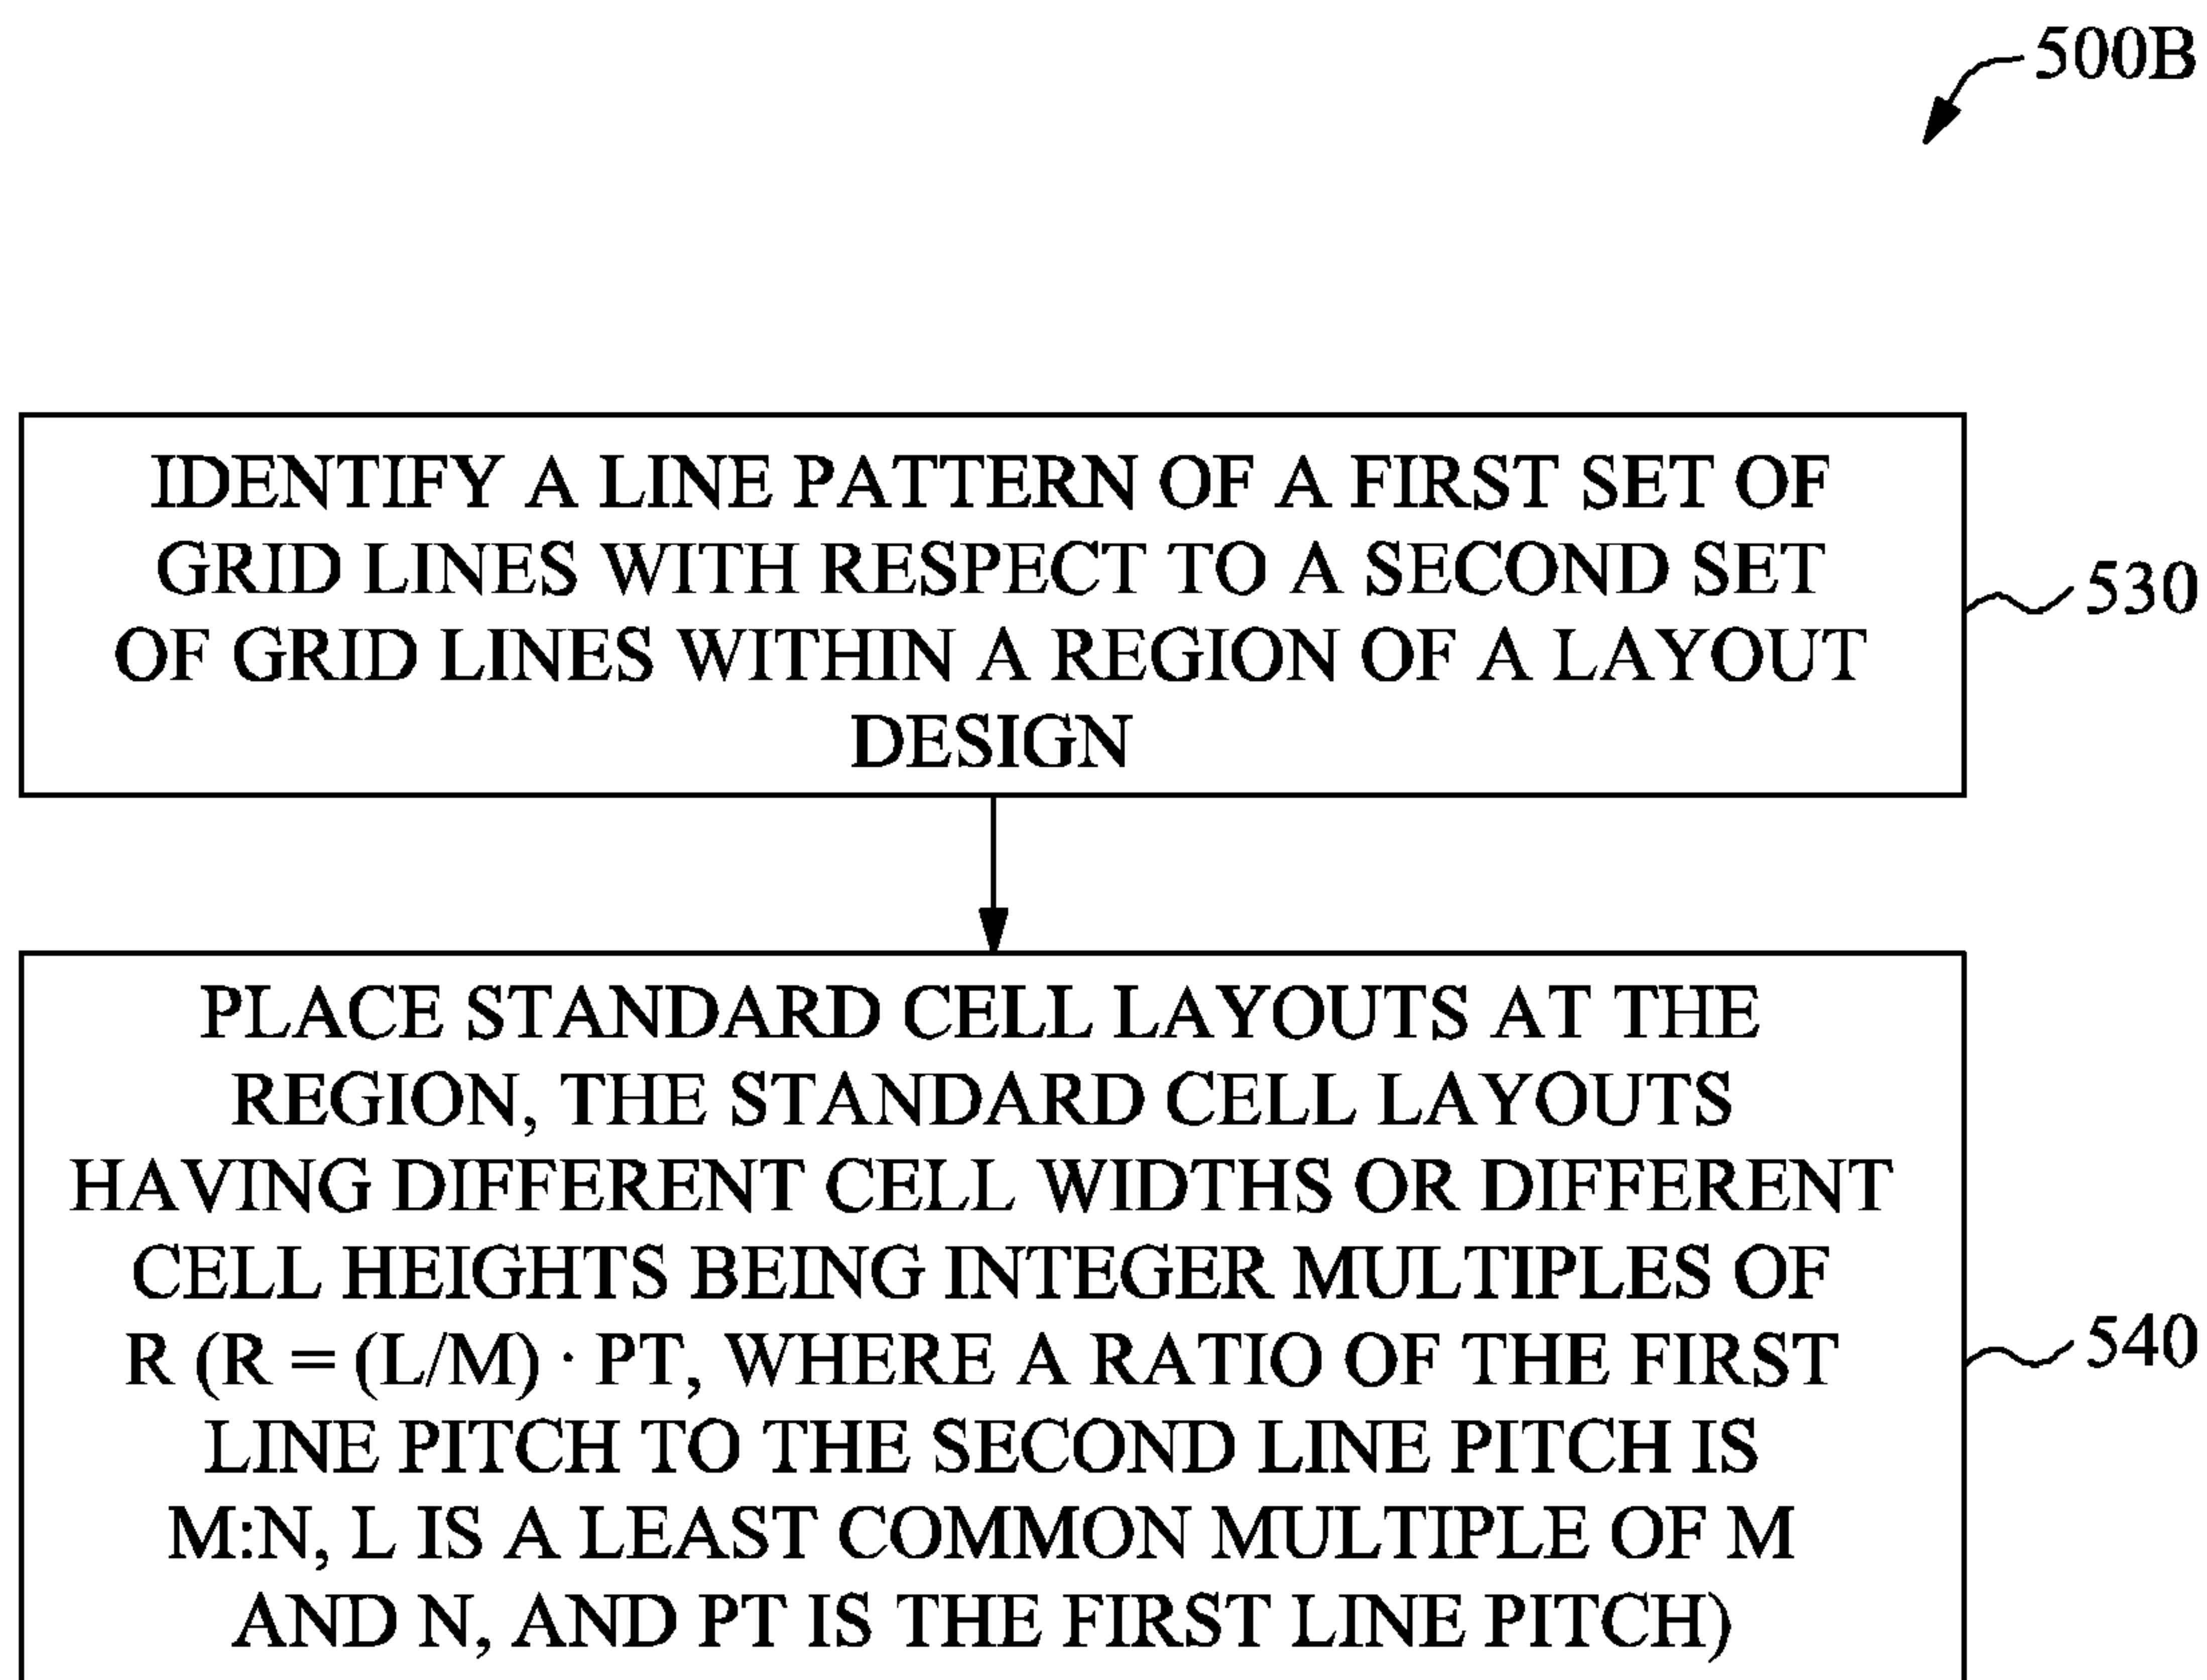 500B
IDENTIFY A LINE PATTERN OF A FIRST SET OF
GRID LINES WITH RESPECT TO A SECOND SET
OF GRID LINES WITHIN A REGION OF A LAYOUT
DESIGN
530
PLACE STANDARD CELL LAYOUTS AT THE
REGION, THE STANDARD CELL LAYOUTS
HAVING DIFFERENT CELL WIDTHS OR DIFFERENT
CELL HEIGHTS BEING INTEGER MULTIPLES OF
R (R = (L/M) · PT, WHERE A RATIO OF THE FIRST
LINE PITCH TO THE SECOND LINE PITCH IS
M:N, L IS A LEAST COMMON MULTIPLE OF M
AND N, AND PT IS THE FIRST LINE PITCH)
540